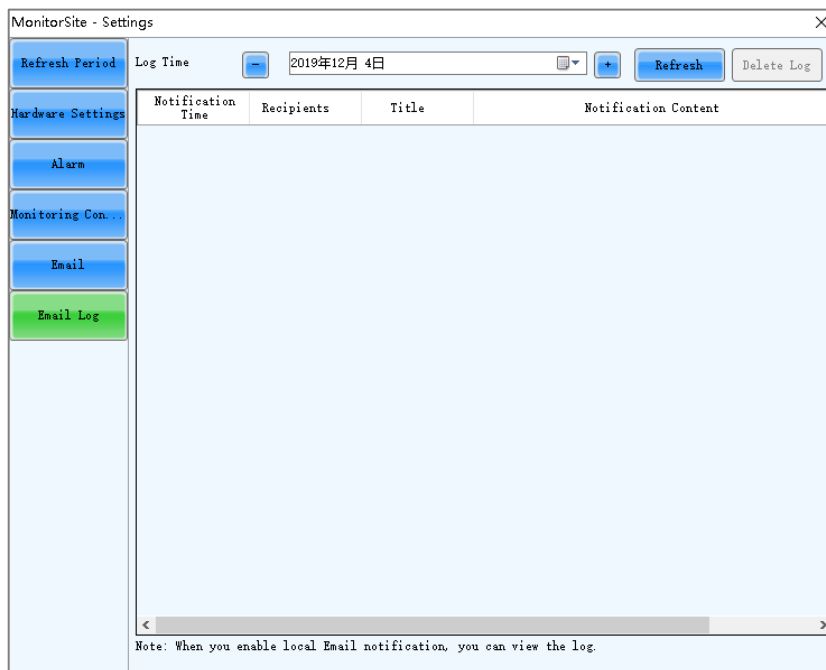 MonitorSite - Settings
Refresh Period
Log Time
2019年12月 4日
Refresh
Delete Log
Hardware Settings
Notification Time
Recipients
Title
Notification Content
Alarm
Monitoring Con...
Email
Email Log
Note: When you enable local Email notification, you can view the log.